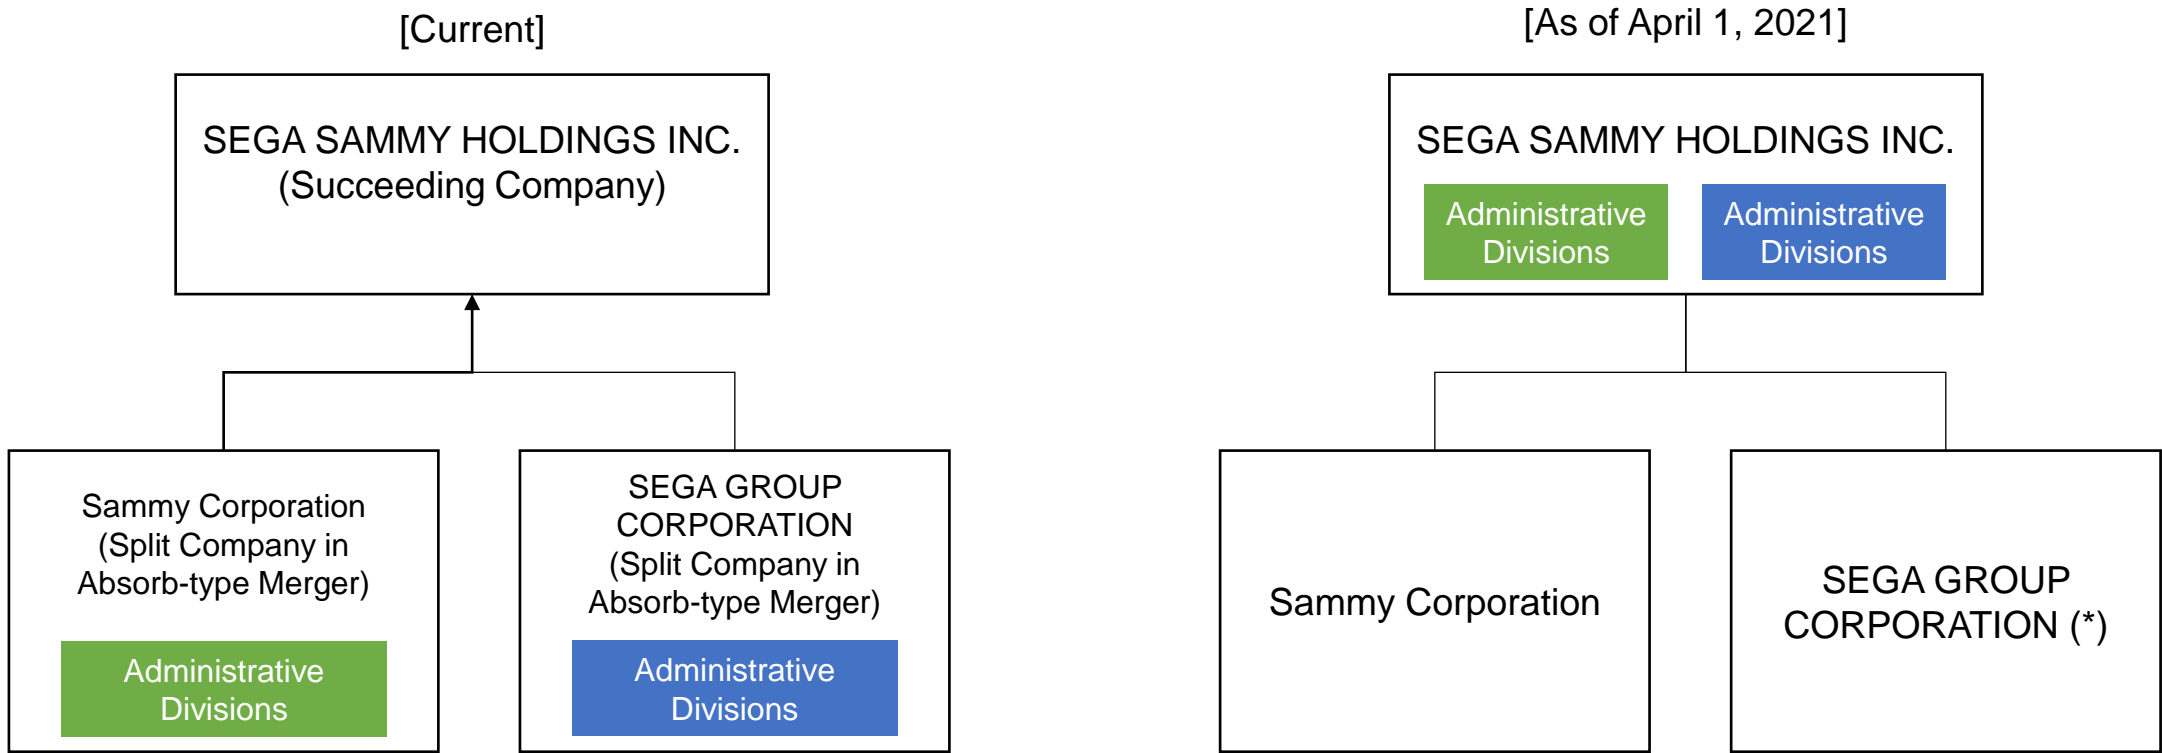 [Current]
SEGA SAMMY HOLDINGS INC.
(Succeeding Company)
Sammy Corporation
(Split Company in
Absorb-type Merger)
Administrative
Divisions
SEGA GROUP
CORPORATION
(Split Company in
Absorb-type Merger)
Administrative
Divisions
[As of April 1, 2021]
SEGA SAMMY HOLDINGS INC.
Administrative
Divisions
Administrative
Divisions
Sammy Corporation
SEGA GROUP
CORPORATION (*)